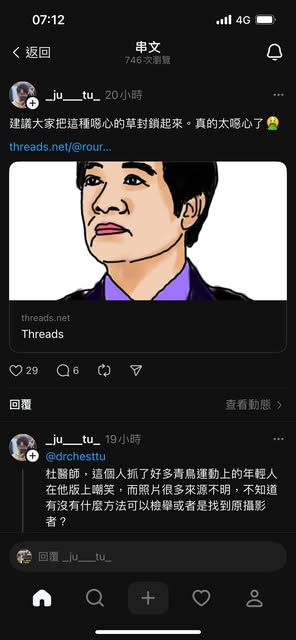 07:12
4G
90
返回
串文
746 次瀏覽
_ju___tu_ 20小時
建議大家把這種噁心的草封鎖起來。真的太噁心了🤮
threads.net/@rour...
threads.net
Threads
29
6
回覆
查看動態
_ju___tu_ 19小時
@drchesttu
杜醫師，這個人抓了好多青鳥運動上的年輕人
在他版上嘲笑，而照片很多來源不明，不知道
有沒有什麼方法可以檢舉或者是找到原攝影
者？
回覆 _ju___tu_